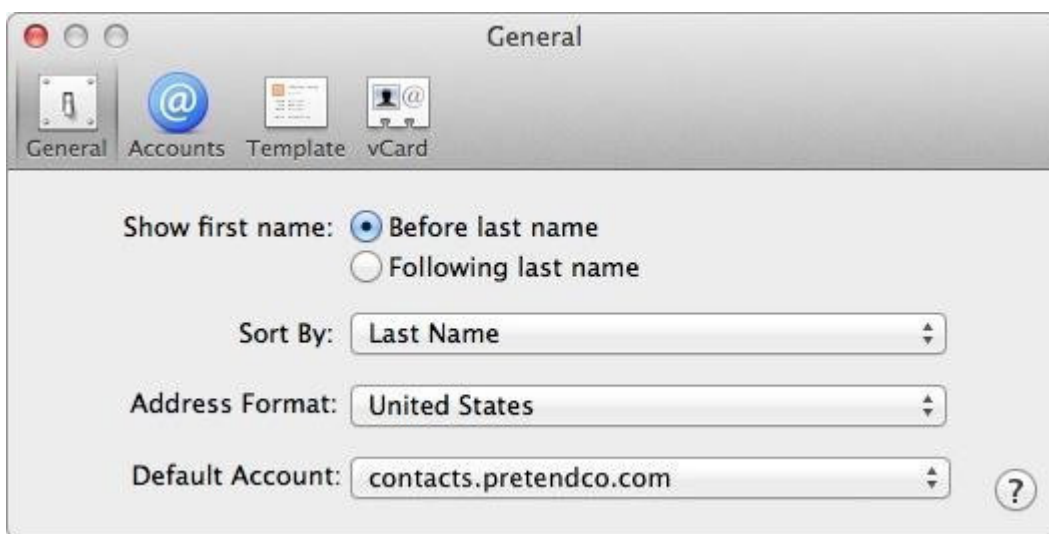 General
General Accounts Template vCard
Show first name: Before last name
Following last name
Sort By: Last Name
Address Format: United States
Default Account: contacts.pretendco.com
?